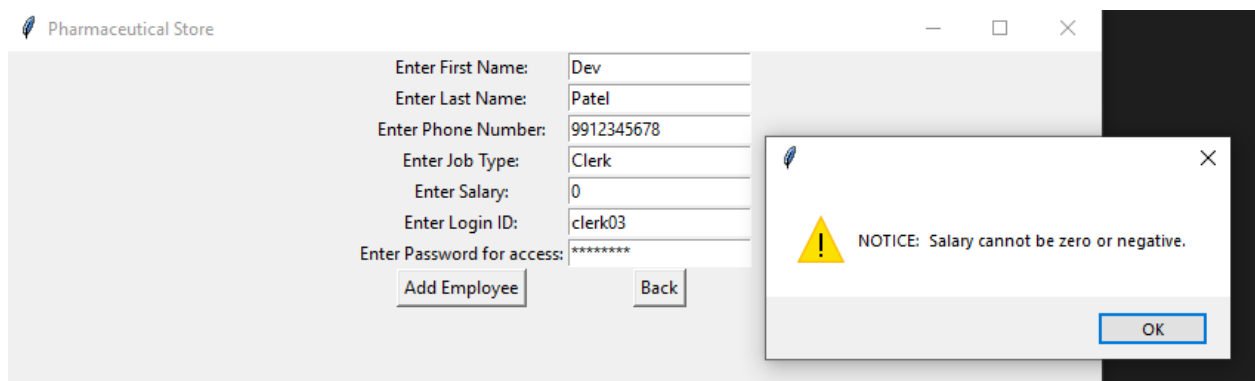 Pharmaceutical Store
Enter First Name: Dev
Enter Last Name: Patel
Enter Phone Number: 9912345678
Enter Job Type: Clerk
Enter Salary: 0
Enter Login ID: clerk03
Enter Password for access: ********
Add Employee Back
NOTICE:  Salary cannot be zero or negative.
OK